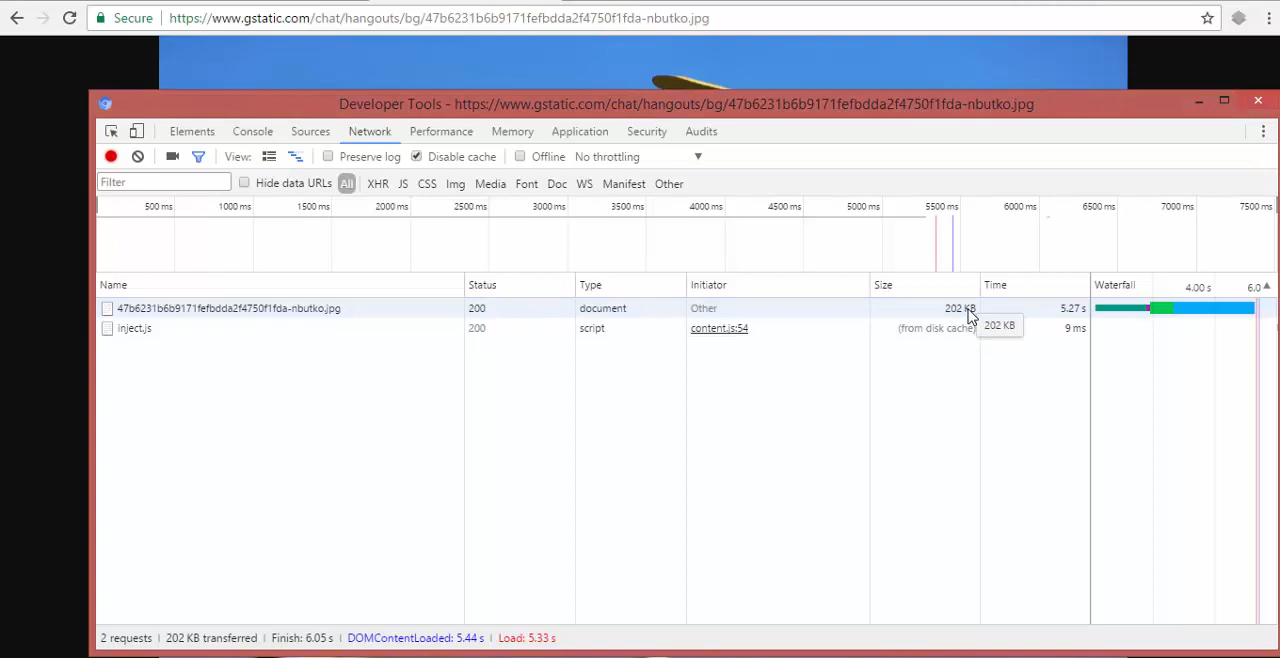 Secure https://www.gstatic.com/chat/hangouts/bg/47b6231b6b9171fefbdda2f4750f1fda-nbutko.jpg
Developer Tools - https://www.gstatic.com/chat/hangouts/bg/47b6231b6b9171fefbdda2f4750f1fda-nbutko.jpg
Elements Console Sources Network Performance Memory Application Security Audits
View: Preserve log Disable cache Offline No throttling
Filter Hide data URLs All XHR JS CSS Img Media Font Doc WS Manifest Other
500 ms 1000 ms 1500 ms 2000 ms 2500 ms 3000 ms 3500 ms 4000 ms 4500 ms 5000 ms 5500 ms 6000 ms 6500 ms 7000 ms 7500 ms
Name Status Type Initiator Size Time Waterfall 4.00 s 6.0
47b6231b6b9171fefbdda2f4750f1fda-nbutko.jpg 200 document Other 202 KB 5.27 s
202 KB
inject.js 200 script content.js:54 (from disk cache) 9 ms
2 requests | 202 KB transferred | Finish: 6.05 s | DOMContentLoaded: 5.44 s | Load: 5.33 s